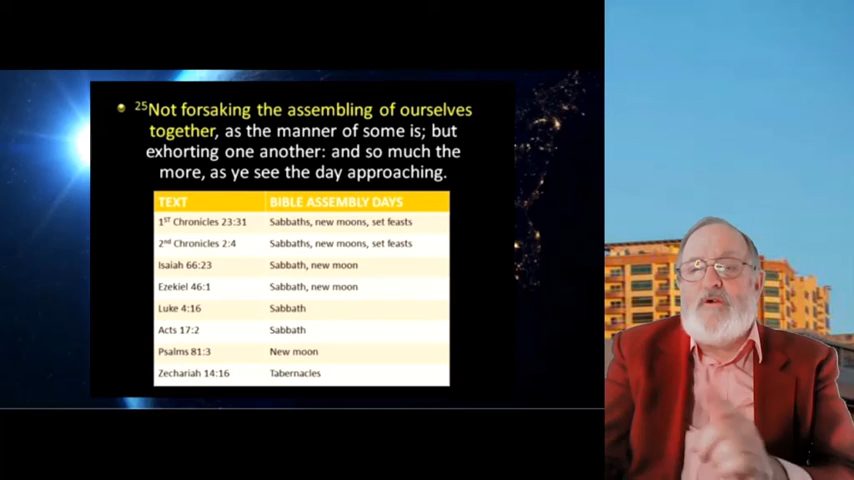 25Not forsaking the assembling of ourselves
together, as the manner of some is; but
exhorting one another: and so much the
more, as ye see the day approaching.
TEXT BIBLE ASSEMBLY DAYS
1ST Chronicles 23:31 Sabbaths, new moons, set feasts
2nd Chronicles 2:4 Sabbaths, new moons, set feasts
Isaiah 66:23 Sabbath, new moon
Ezekiel 46:1 Sabbath, new moon
Luke 4:16 Sabbath
Acts 17:2 Sabbath
Psalms 81:3 New moon
Zechariah 14:16 Tabernacles